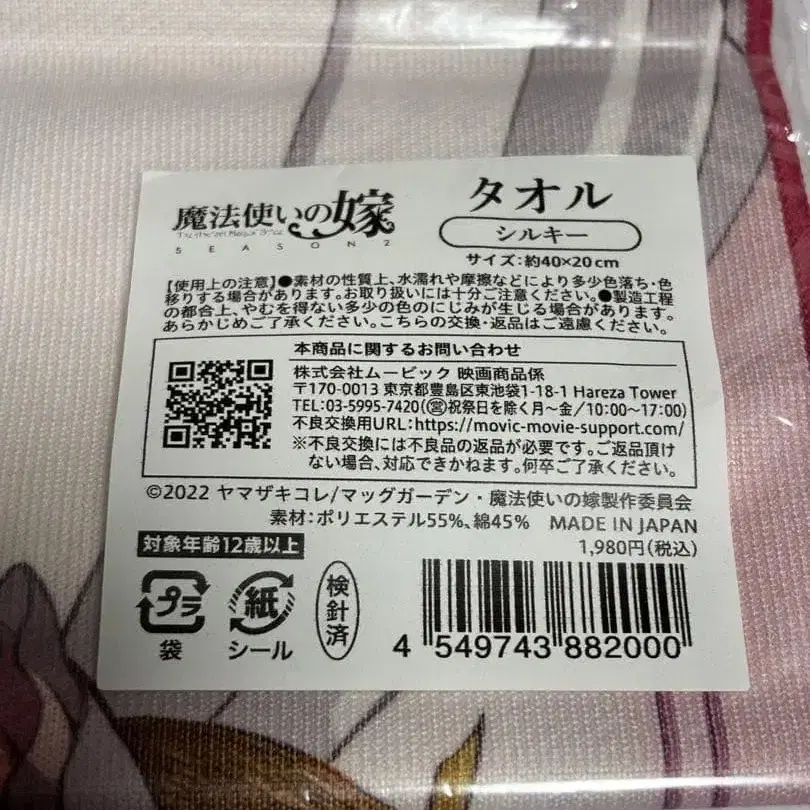 魔法使いの嫁
SEASON 2
タオル
シルキー
サイズ:約40×20cm
【使用上の注意】●素材の性質上、水濡れや摩擦などにより多少色落ち・色
移りする場合があります。お取り扱いには十分ご注意ください。●製造工程
の都合上、やむを得ない多少の色のにじみが生じる場合があります。
あらかじめご了承ください。こちらの交換・返品はご遠慮ください。
本商品に関するお問い合わせ
株式会社ムービック 映画商品係
〒170-0013 東京都豊島区東池袋1-18-1 Hareza Tower
TEL:03-5995-7420(㊡祝祭日を除く月~金/10:00~17:00)
不良交換用URL:https://movic-movie-support.com/
※不良交換には不良品の返品が必要です。ご返品頂け
ない場合、対応できかねます。何卒ご了承ください。
©2022 ヤマザキコレ/マッグガーデン・魔法使いの嫁製作委員会
素材:ポリエステル55%、綿45% MADE IN JAPAN
対象年齢12歳以上
1,980円(税込)
プラ
袋
紙
シール
検針済
4 549743 882000